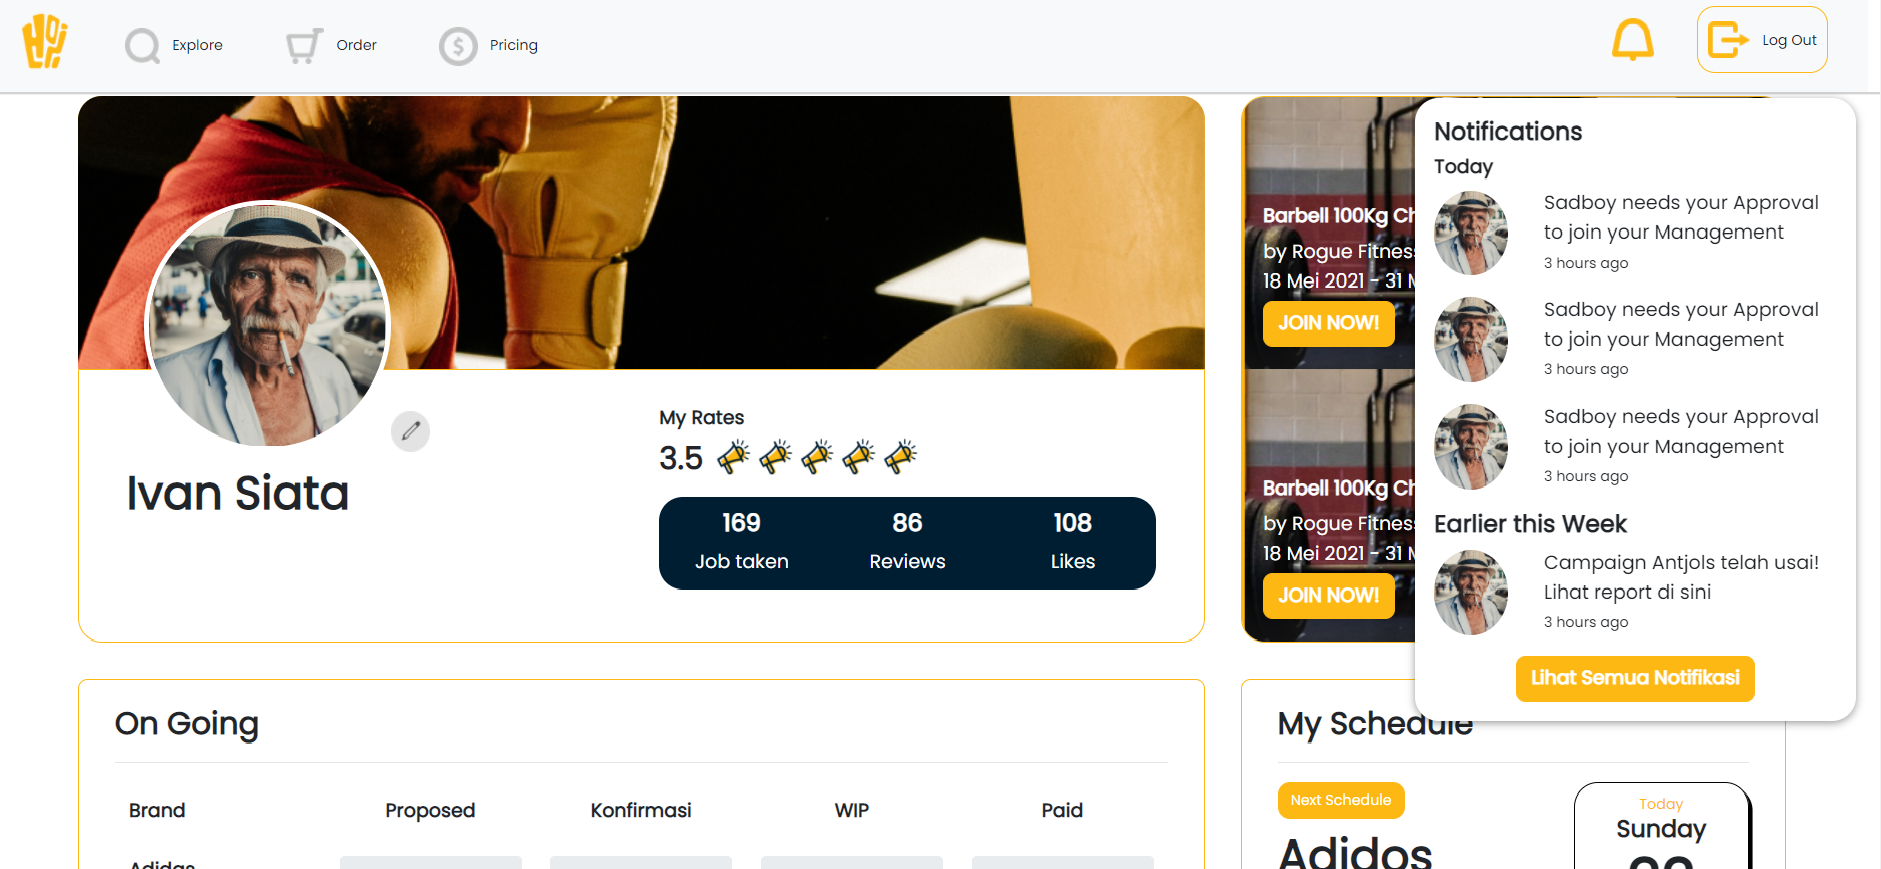 Explore
Order
Pricing
Log Out
Ivan Siata
My Rates
3.5
169
86
108
Job taken
Reviews
Likes
Barbell 100Kg Ch
by Rogue Fitness
18 Mei 2021 - 31 M
JOIN NOW!
Barbell 100Kg Ch
by Rogue Fitness
18 Mei 2021 - 31 M
JOIN NOW!
Notifications
Today
Sadboy needs your Approval
to join your Management
3 hours ago
Sadboy needs your Approval
to join your Management
3 hours ago
Sadboy needs your Approval
to join your Management
3 hours ago
Earlier this Week
Campaign Antjols telah usai!
Lihat report di sini
3 hours ago
Lihat Semua Notifikasi
On Going
Brand
Proposed
Konfirmasi
WIP
Paid
Adidas
My Schedule
Next Schedule
Adidos
Today
Sunday